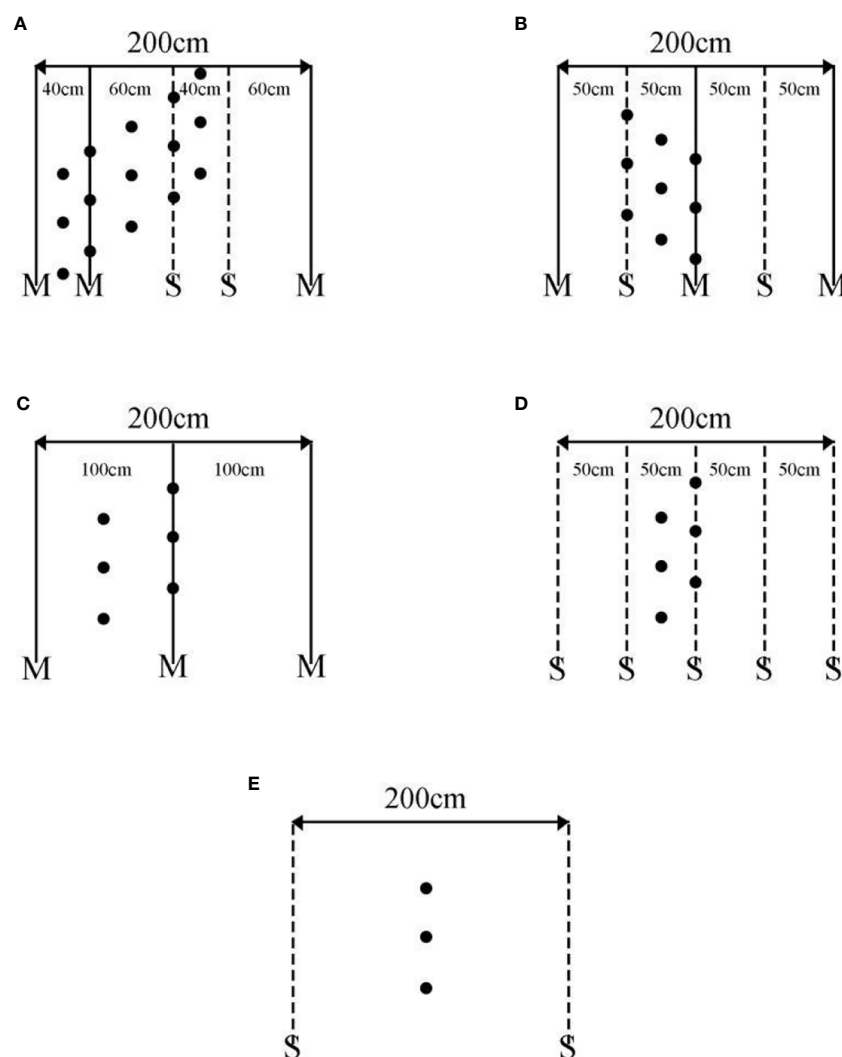 A
200cm
40cm 60cm 40cm 60cm
M M S S M
B
200cm
50cm 50cm 50cm 50cm
M S M S M
C
200cm
100cm 100cm
M M M
D
200cm
50cm 50cm 50cm 50cm
S S S S S
E
200cm
S S